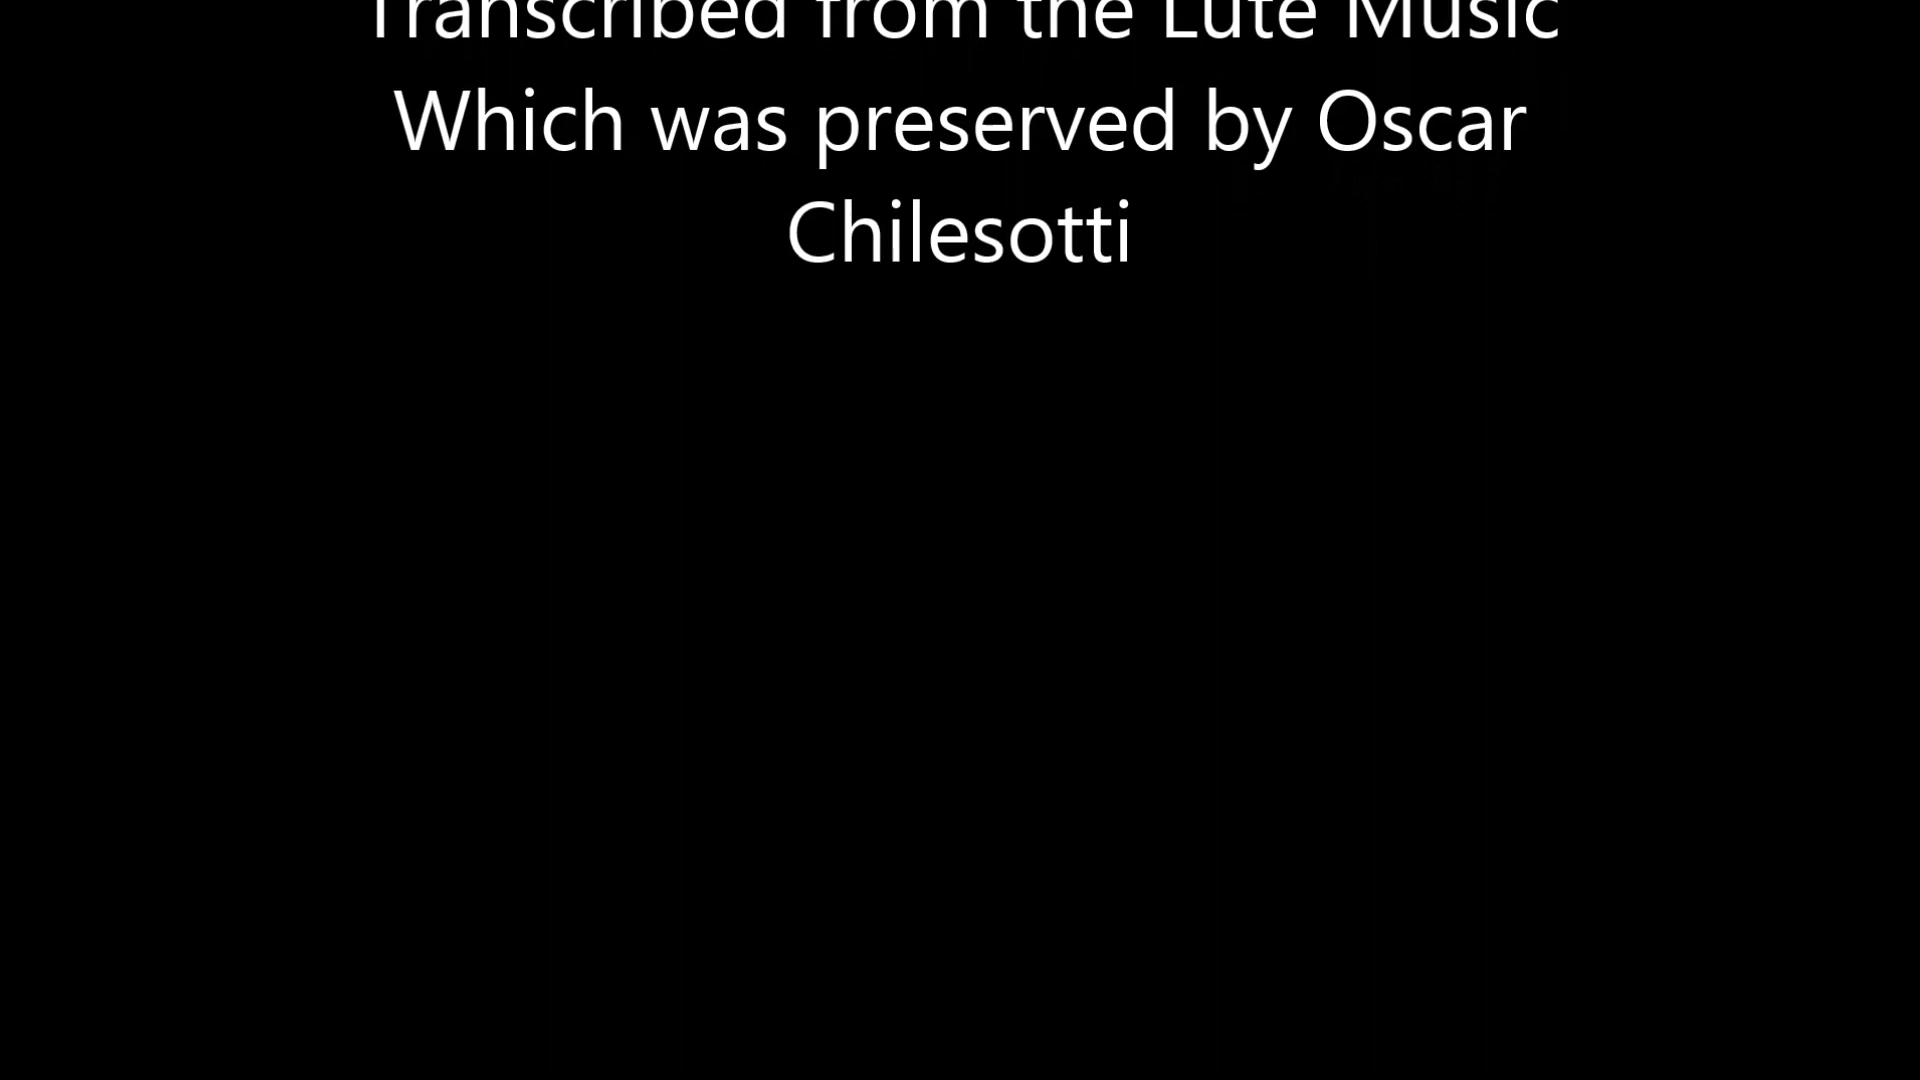 Transcribed from the Lute Music
Which was preserved by Oscar
Chilesotti